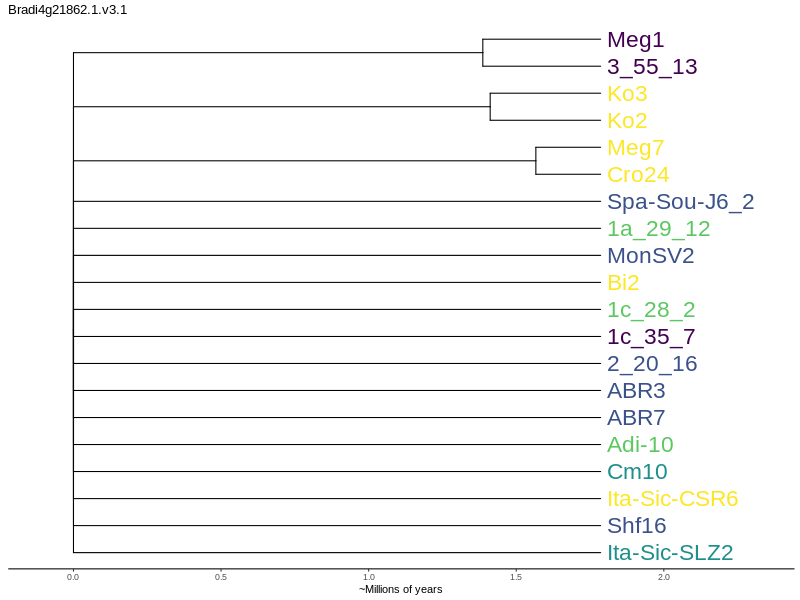 Bradi4g21862.1.v3.1
Meg1
3_55_13
Ko3
Ko2
Meg7
Cro24
Spa-Sou-J6_2
1a_29_12
MonSV2
Bi2
1c_28_2
1c_35_7
2_20_16
ABR3
ABR7
Adi-10
Cm10
Ita-Sic-CSR6
Shf16
Ita-Sic-SLZ2
0.0 0.5 1.0 1.5 2.0
~Millions of years